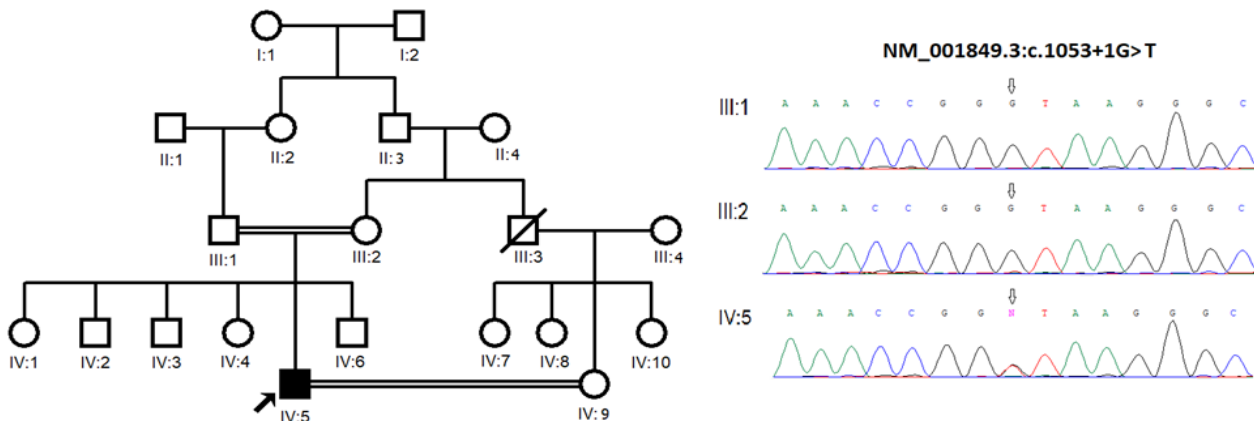 I:1 I:2
II:1 II:2 II:3 II:4
III:1 III:2 III:3 III:4
IV:1 IV:2 IV:3 IV:4 IV:6 IV:7 IV:8 IV:10
IV:5 IV:9
NM_001849.3:c.1053+1G>T
III:1 A A A C C G G G T A A G G G C
III:2 A A A C C G G G T A A G G G C
IV:5 A A A C C G G N T A A G G G C